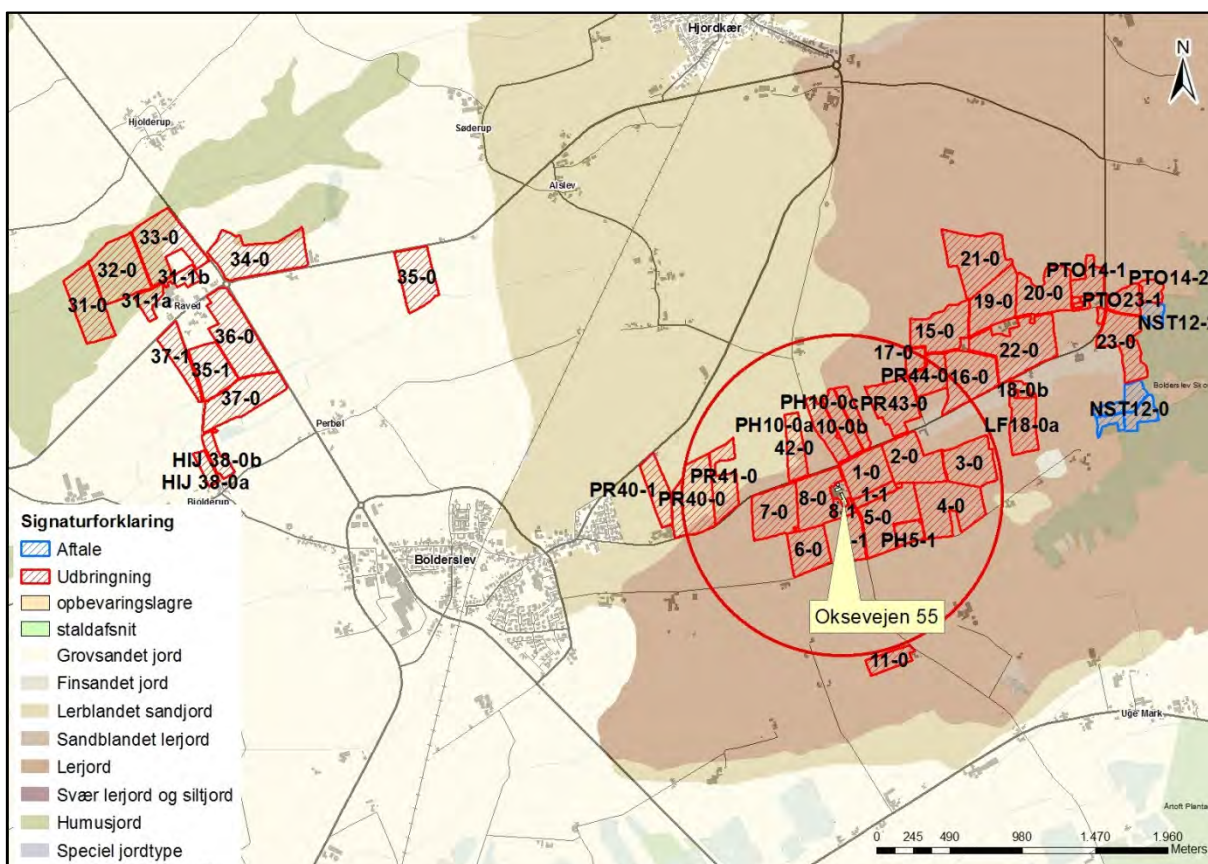 Hjordkær
N
Hjolderup
Søderup
Alslev
33-0
34-0
32-0
31-1b
31-0
31-1a
Raved
35-0
36-0
37-1
35-1
37-0
Perbøl
HIJ 38-0b
HIJ 38-0a
Bjolderup
21-0
PTO14-1
PTO14-2
20-0
19-0
PTO23-1
15-0
23-0
22-0
17-0
PR44-0
16-0
18-0b
Bolderslev Sko
NST12-0
LF18-0a
PH10-0c
PR43-0
PH10-0a
10-0b
42-0
2-0
1-0
3-0
PR41-0
PR40-1
PR40-0
8-0
1-1
4-0
7-0
5-0
PH5-1
6-0
Oksevejen 55
11-0
Bolderslev
Uge Mark
Årtoft Planta
Signaturforklaring
Aftale
Udbringning
opbevaringslagre
staldafsnit
Grovsandet jord
Finsandet jord
Lerblandet sandjord
Sandblandet lerjord
Lerjord
Svær lerjord og siltjord
Humusjord
Speciel jordtype
0 245 490 980 1.470 1.960
Meters